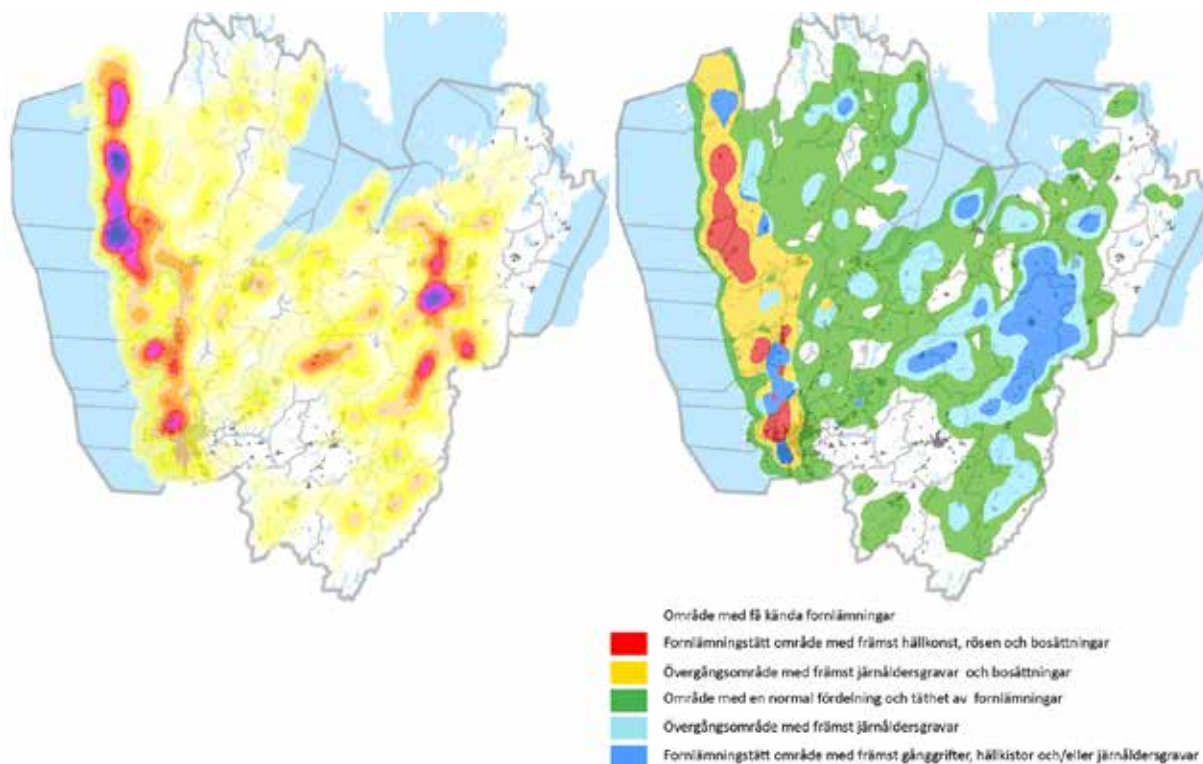 Område med få kända fornlämningar
Fornlämningstätt område med främst hällkonst, rösen och bosättningar
Övergångsområde med främst järnåldersgravar och bosättningar
Område med en normal fördelning och täthet av fornlämningar
Övergångsområde med främst järnåldersgravar
Fornlämningstätt område med främst gånggrifter, hällkistor och/eller järnåldersgravar